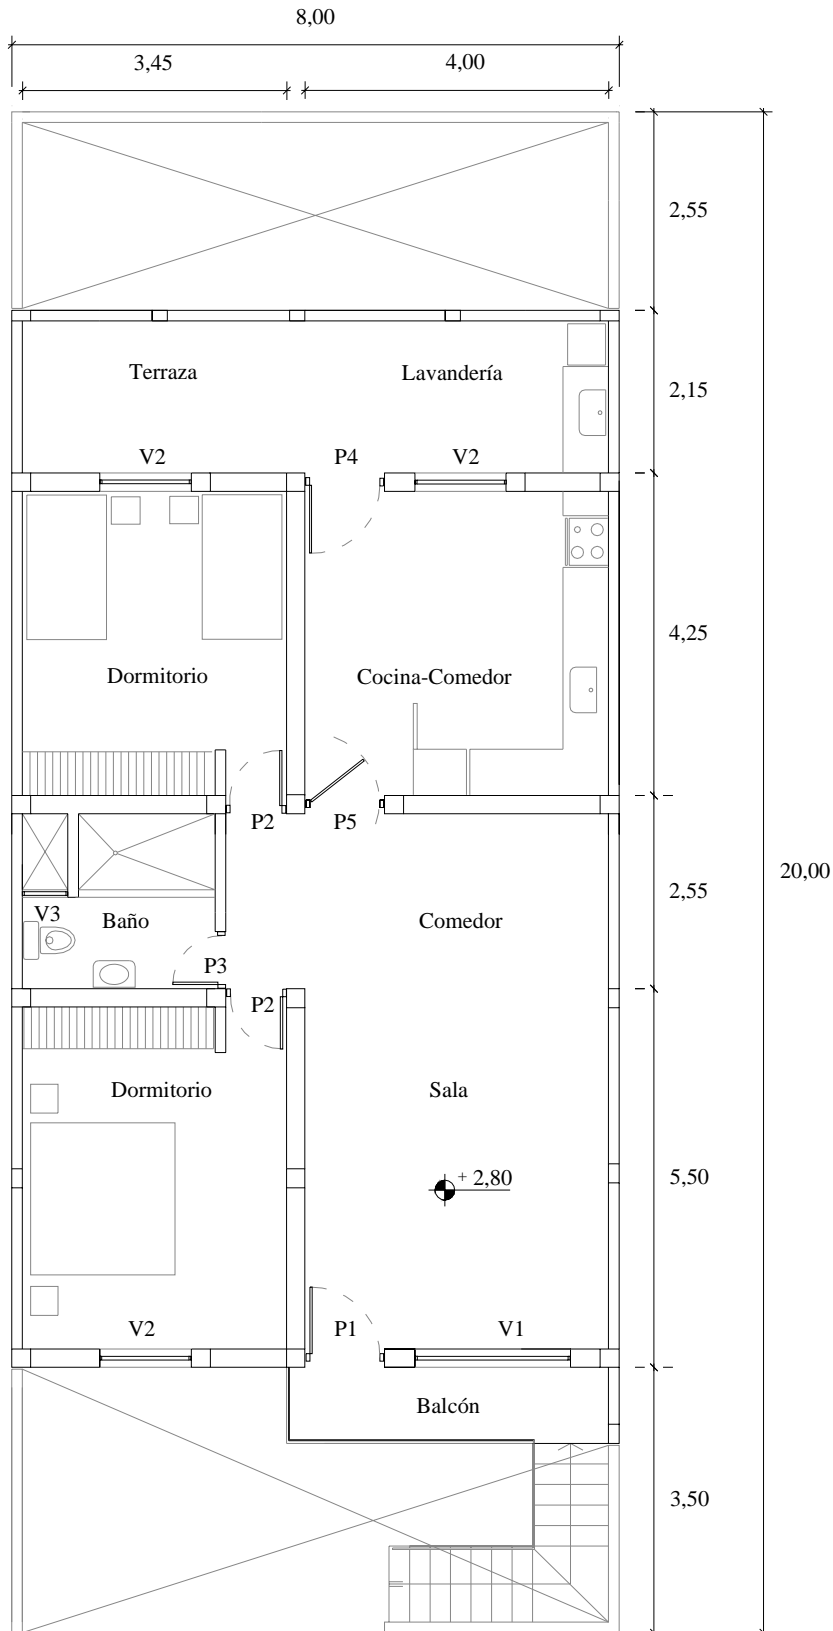 8,00
3,45
4,00
2,55
Terraza
Lavandería
2,15
V2
P4
V2
4,25
Dormitorio
Cocina-Comedor
P2
P5
20,00
2,55
V3
Baño
Comedor
P3
P2
Dormitorio
Sala
+ 2,80
5,50
V2
P1
V1
Balcón
3,50